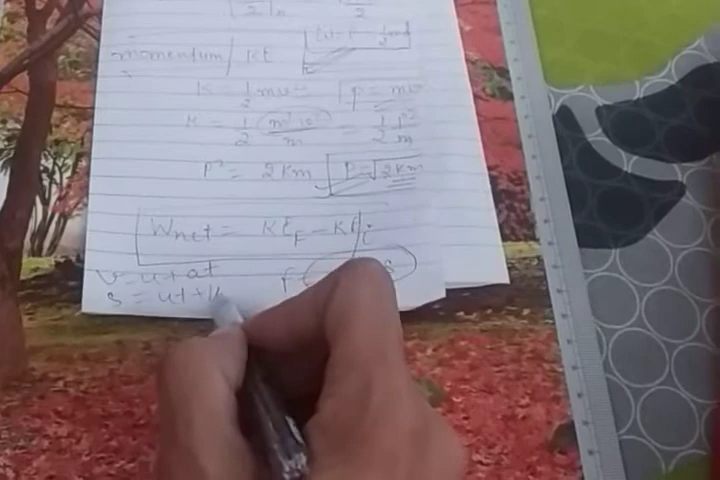 momentum / KE
K = 1/2 mv² p = mv
K = 1/2 m²v²/m = 1/2 p²/m
P² = 2Km P = √2Km
Wnet = KEF - KEi
v = u + at
s = ut + 1/